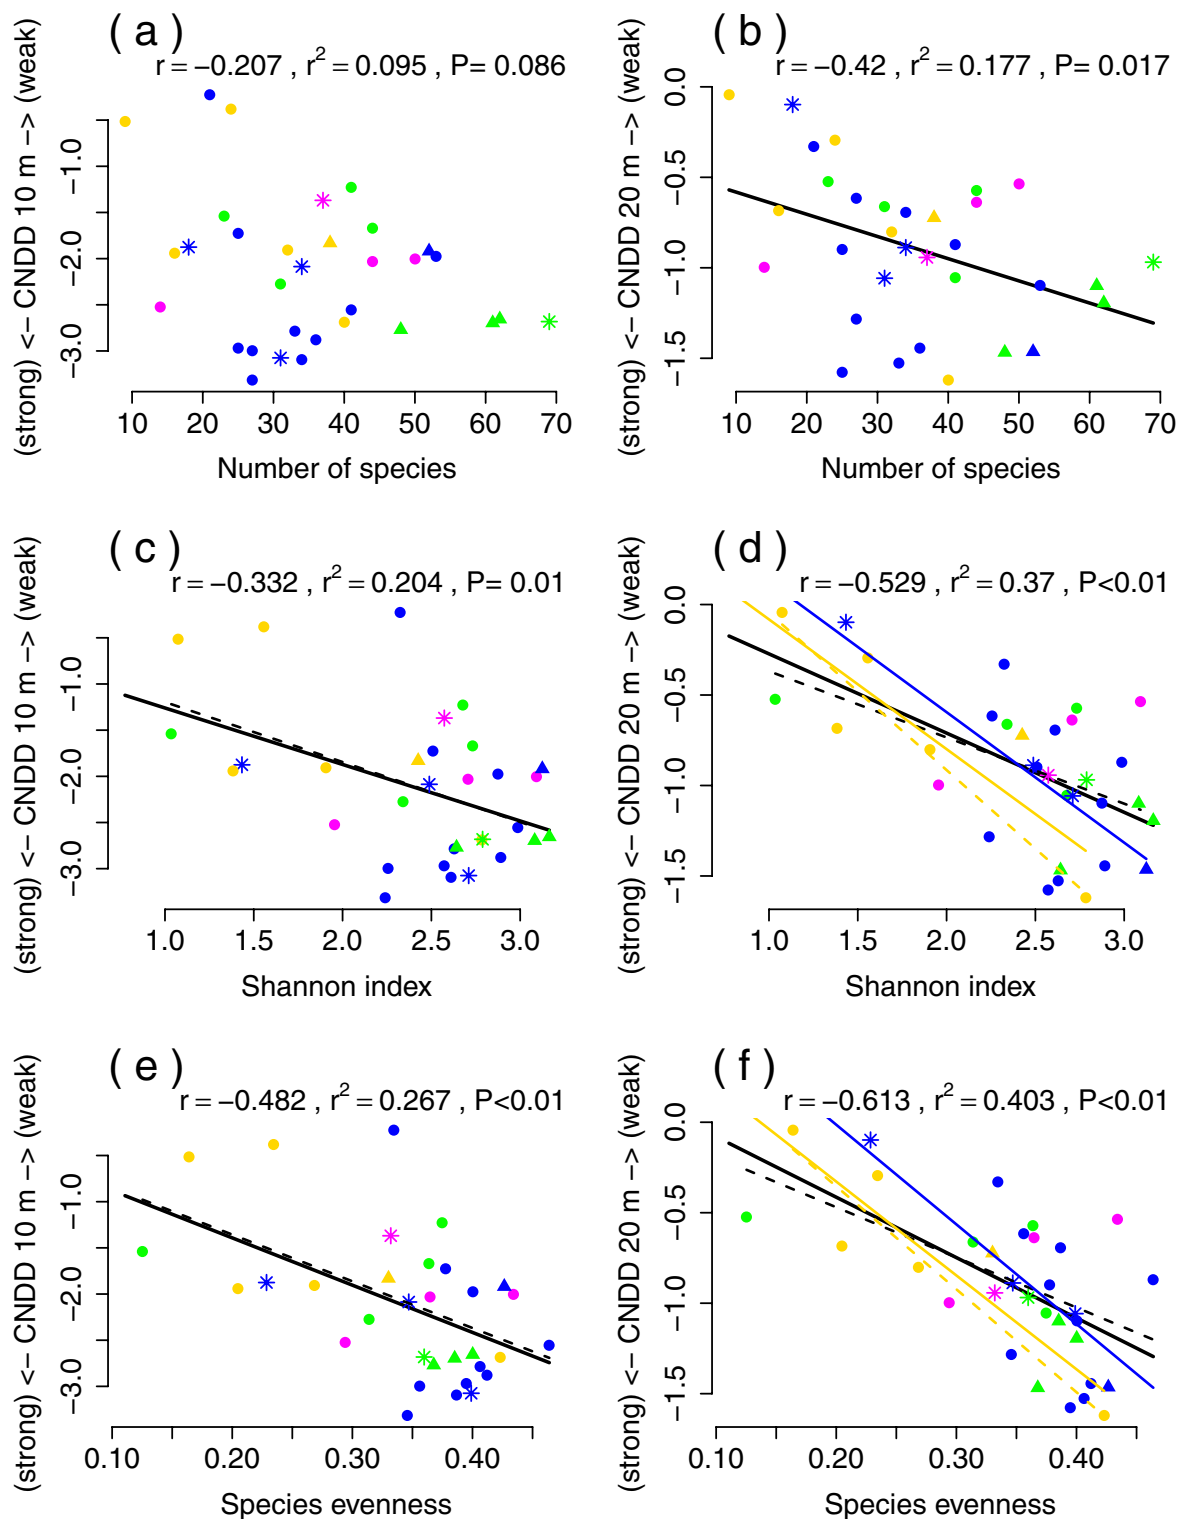 ( a )
r = −0.207 , r² = 0.095 , P= 0.086
(strong) <− CNDD 10 m −> (weak)
−1.0
−2.0
−3.0
10 20 30 40 50 60 70
Number of species
( b )
r = −0.42 , r² = 0.177 , P= 0.017
(strong) <− CNDD 20 m −> (weak)
0.0
−0.5
−1.0
−1.5
10 20 30 40 50 60 70
Number of species
( c )
r = −0.332 , r² = 0.204 , P= 0.01
(strong) <− CNDD 10 m −> (weak)
−1.0
−2.0
−3.0
1.0 1.5 2.0 2.5 3.0
Shannon index
( d )
r = −0.529 , r² = 0.37 , P<0.01
(strong) <− CNDD 20 m −> (weak)
0.0
−0.5
−1.0
−1.5
1.0 1.5 2.0 2.5 3.0
Shannon index
( e )
r = −0.482 , r² = 0.267 , P<0.01
(strong) <− CNDD 10 m −> (weak)
−1.0
−2.0
−3.0
0.10 0.20 0.30 0.40
Species evenness
( f )
r = −0.613 , r² = 0.403 , P<0.01
(strong) <− CNDD 20 m −> (weak)
0.0
−0.5
−1.0
−1.5
0.10 0.20 0.30 0.40
Species evenness